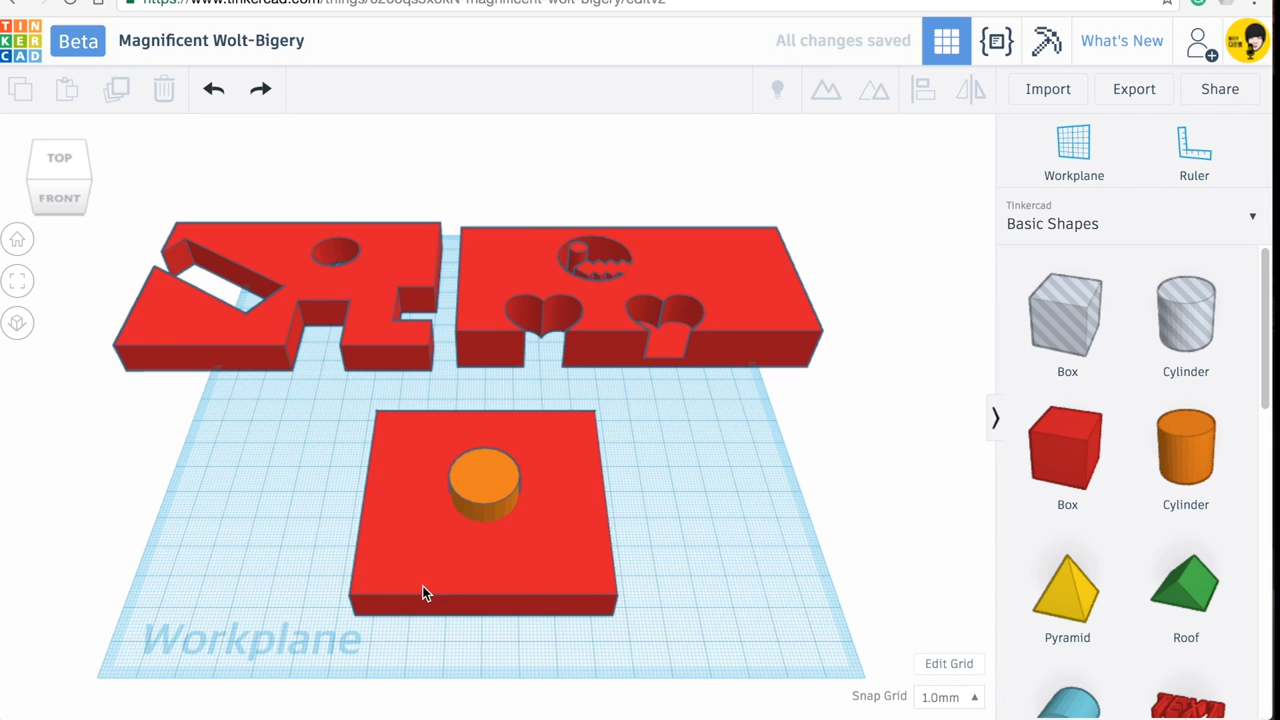 TIN
KER
CAD
Beta
Magnificent Wolt-Bigery
All changes saved
What's New
Import
Export
Share
TOP
FRONT
Workplane
Ruler
Tinkercad
Basic Shapes
Box
Cylinder
Box
Cylinder
Pyramid
Roof
TEXT
Workplane
Edit Grid
Snap Grid
1.0mm